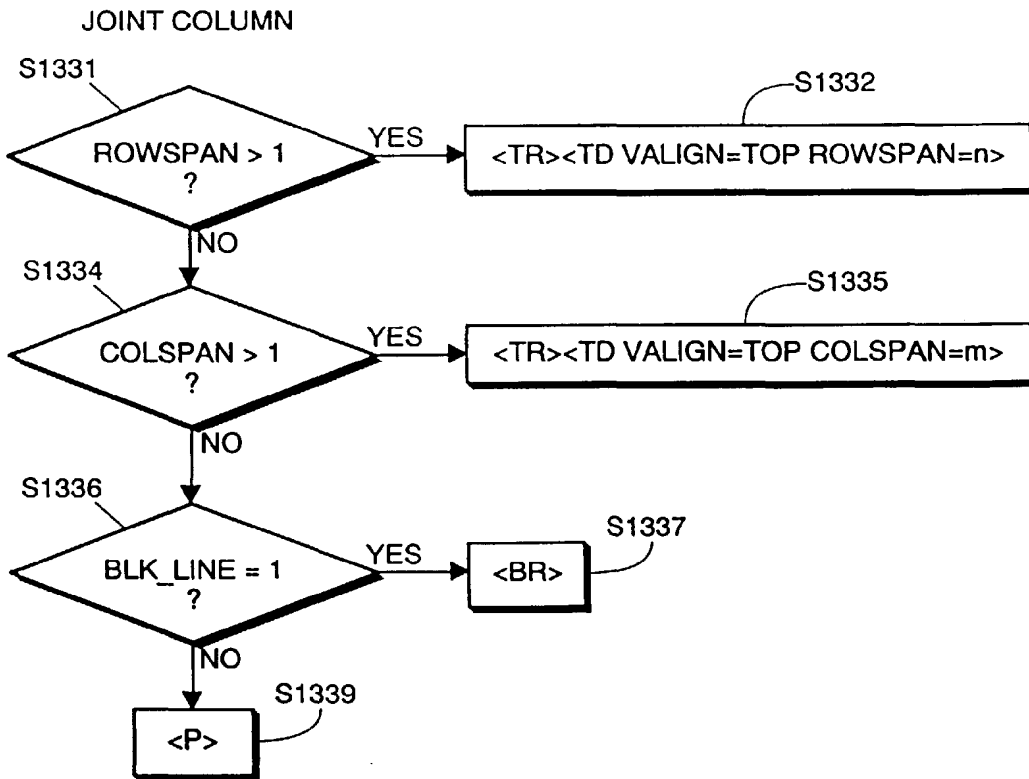 JOINT COLUMN
S1331
ROWSPAN > 1
?
YES
S1332
<TR><TD VALIGN=TOP ROWSPAN=n>
NO
S1334
COLSPAN > 1
?
YES
S1335
<TR><TD VALIGN=TOP COLSPAN=m>
NO
S1336
BLK_LINE = 1
?
YES
S1337
<BR>
NO
S1339
<P>